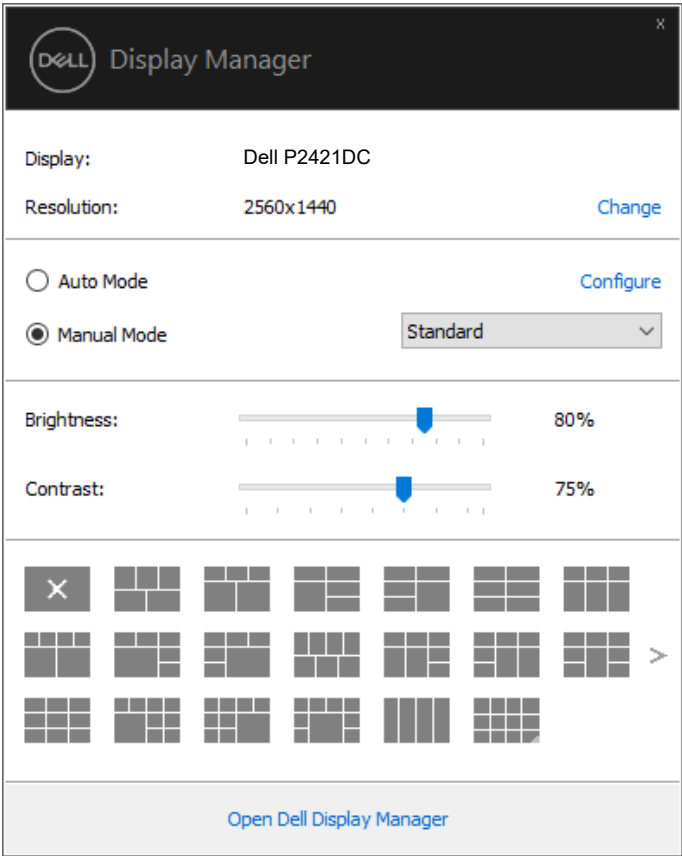 x
DELL Display Manager
Display: Dell P2421DC
Resolution: 2560x1440 Change
Auto Mode Configure
Manual Mode Standard
Brightness: 80%
Contrast: 75%
Open Dell Display Manager